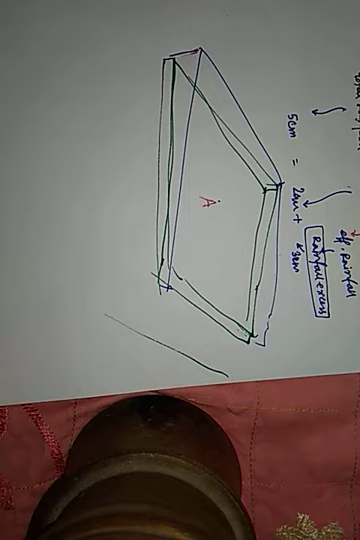 eff. Rainfall
5cm = 2cm + 3cm
Rainfall excess
A